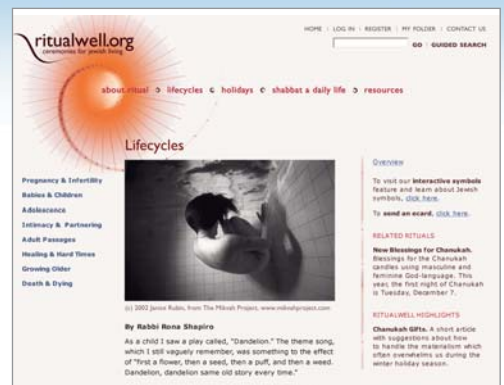 HOME | LOG IN | REGISTER | MY FOLDER | CONTACT US
GO | GUIDED SEARCH
ritualwell.org
ceremonies for jewish living
about ritual lifecycles holidays shabbat & daily life resources
Lifecycles
Pregnancy & Infertility
Babies & Children
Adolescence
Intimacy & Partnering
Adult Passages
Healing & Hard Times
Growing Older
Death & Dying
(c) 2002 Janice Rubin, from The Mikvah Project, www.mikvahproject.com
By Rabbi Rona Shapiro
As a child I saw a play called, "Dandelion." The theme song,
which I still vaguely remember, was something to the effect
of "first a flower, then a seed, then a puff, and then a weed.
Dandelion, dandelion same old story every time."
Overview
To visit our interactive symbols
feature and learn about Jewish
symbols, click here.
To send an ecard, click here.
RELATED RITUALS
New Blessings for Chanukah.
Blessings for the Chanukah
candles using masculine and
feminine God-language. This
year, the first night of Chanukah
is Tuesday, December 7.
RITUALWELL HIGHLIGHTS
Chanukah Gifts. A short article
with suggestions about how
to handle the materialism which
often overwhelms us during the
winter holiday season.